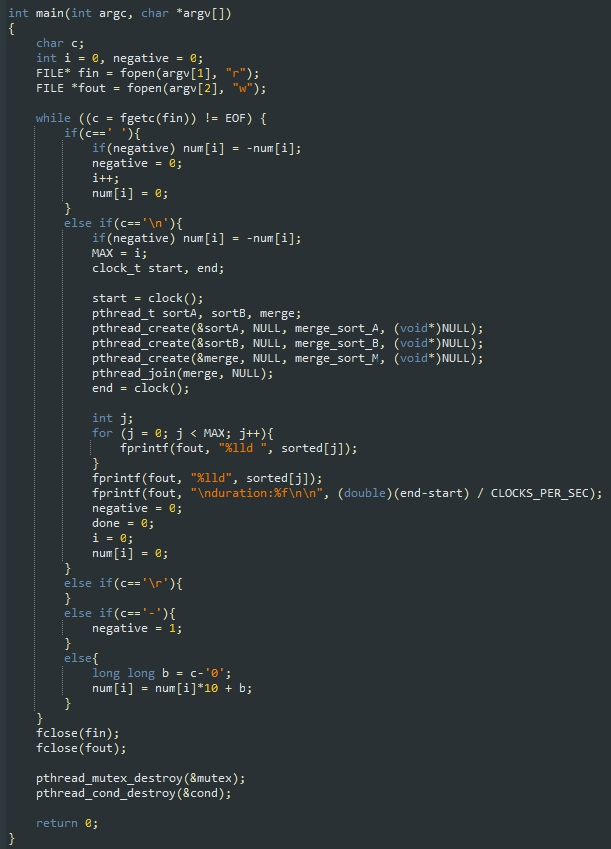 int main(int argc, char *argv[])
{
    char c;
    int i = 0, negative = 0;
    FILE* fin = fopen(argv[1], "r");
    FILE *fout = fopen(argv[2], "w");

    while ((c = fgetc(fin)) != EOF) {
        if(c==' '){
            if(negative) num[i] = -num[i];
            negative = 0;
            i++;
            num[i] = 0;
        }
        else if(c=='\n'){
            if(negative) num[i] = -num[i];
            MAX = i;
            clock_t start, end;

            start = clock();
            pthread_t sortA, sortB, merge;
            pthread_create(&sortA, NULL, merge_sort_A, (void*)NULL);
            pthread_create(&sortB, NULL, merge_sort_B, (void*)NULL);
            pthread_create(&merge, NULL, merge_sort_M, (void*)NULL);
            pthread_join(merge, NULL);
            end = clock();

            int j;
            for (j = 0; j < MAX; j++){
                fprintf(fout, "%lld ", sorted[j]);
            }
            fprintf(fout, "%lld", sorted[j]);
            fprintf(fout, "\nduration:%f\n\n", (double)(end-start) / CLOCKS_PER_SEC);
            negative = 0;
            done = 0;
            i = 0;
            num[i] = 0;
        }
        else if(c=='\r'){
        }
        else if(c=='-'){
            negative = 1;
        }
        else{
            long long b = c-'0';
            num[i] = num[i]*10 + b;
        }
    }
    fclose(fin);
    fclose(fout);

    pthread_mutex_destroy(&mutex);
    pthread_cond_destroy(&cond);

    return 0;
}